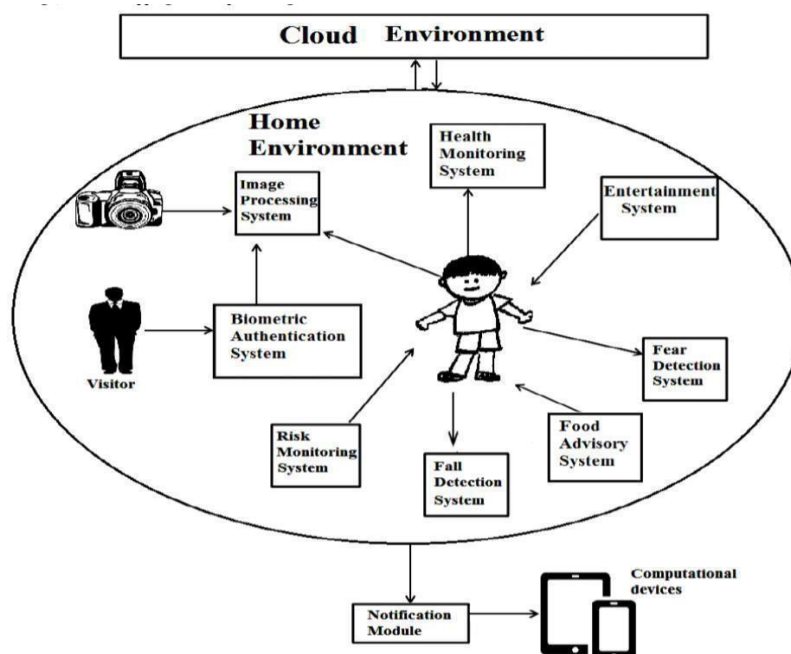 Cloud Environment
Home
Environment
Health
Monitoring
System
Image
Processing
System
Entertainment
System
Biometric
Authentication
System
Visitor
Fear
Detection
System
Risk
Monitoring
System
Fall
Detection
System
Food
Advisory
System
Notification
Module
Computational
devices